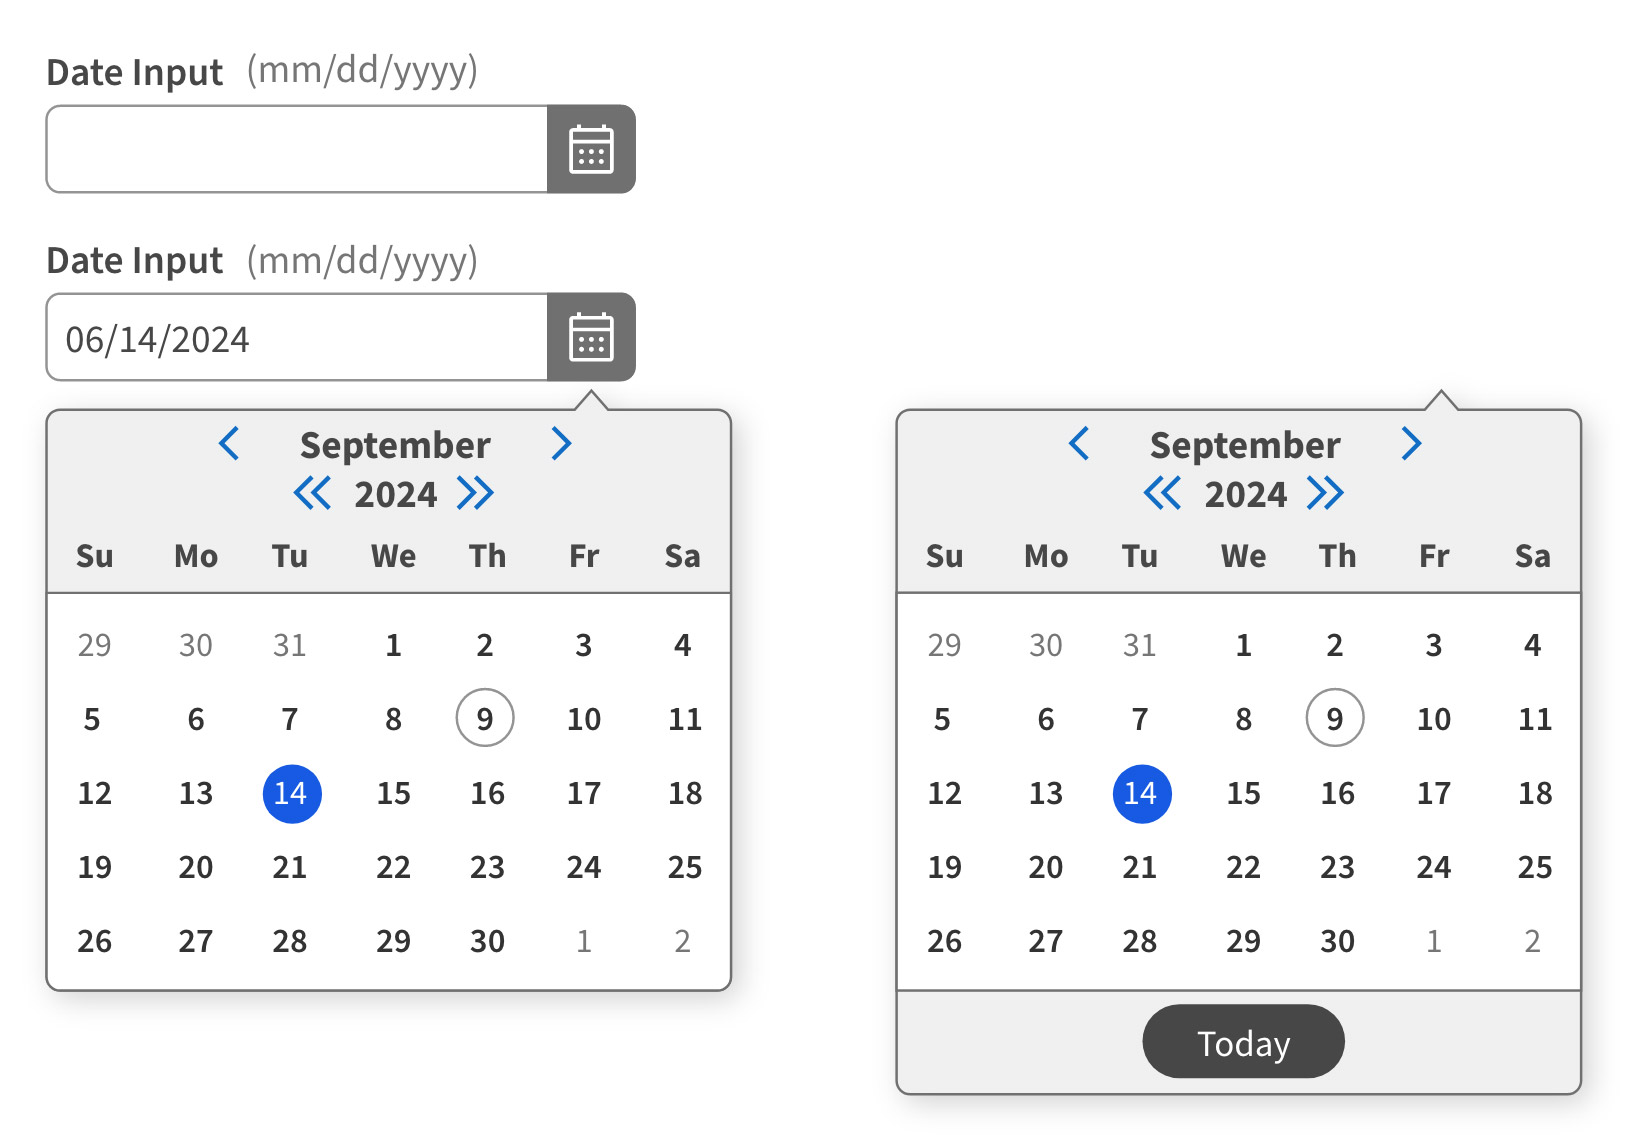 Date Input (mm/dd/yyyy)
Date Input (mm/dd/yyyy)
06/14/2024
September
2024
Su Mo Tu We Th Fr Sa
29 30 31 1 2 3 4
5 6 7 8 9 10 11
12 13 14 15 16 17 18
19 20 21 22 23 24 25
26 27 28 29 30 1 2
September
2024
Su Mo Tu We Th Fr Sa
29 30 31 1 2 3 4
5 6 7 8 9 10 11
12 13 14 15 16 17 18
19 20 21 22 23 24 25
26 27 28 29 30 1 2
Today